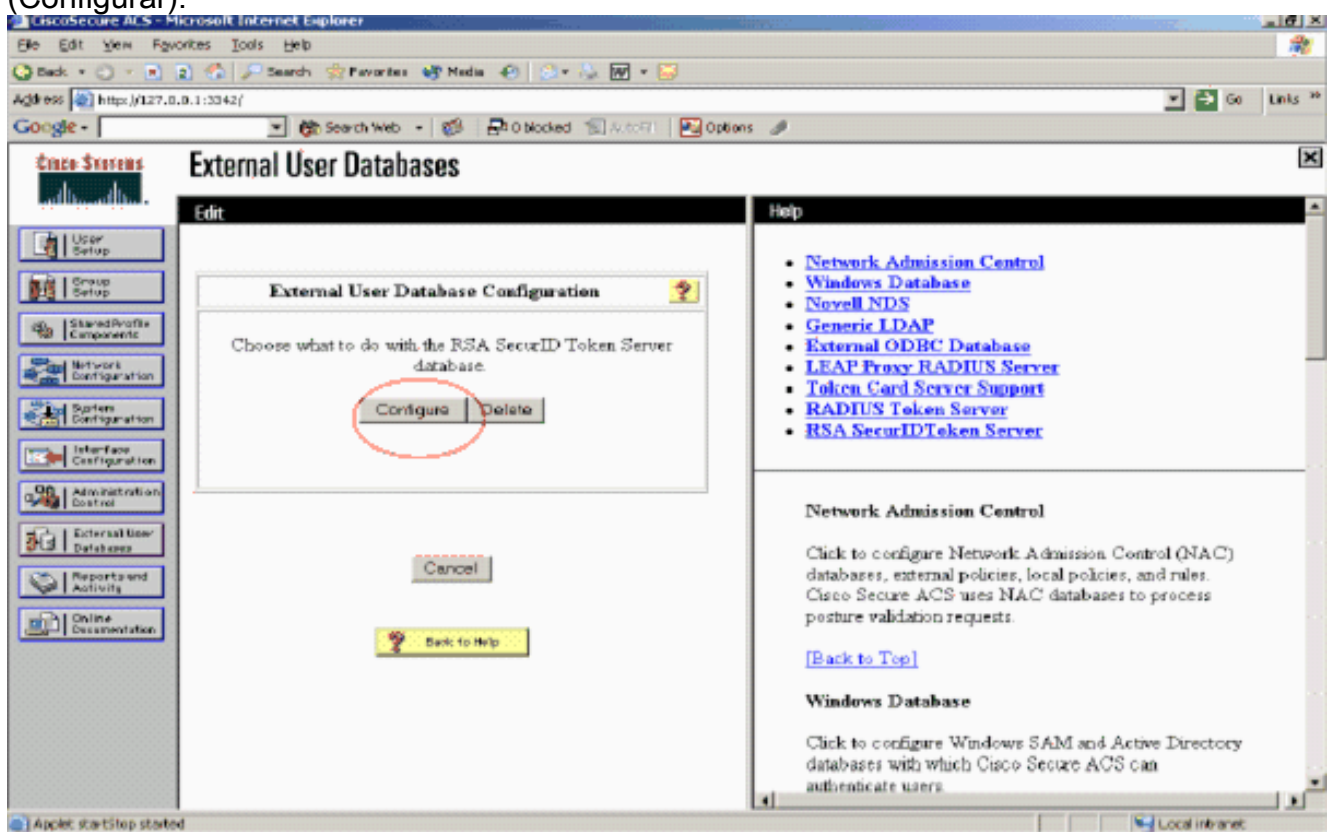 (Configurar).
CiscoSecure ACS - Microsoft Internet Explorer
File Edit View Favorites Tools Help
Back Search Favorites Media
Address http://127.0.0.1:3342/ Go Links »
Google - Search Web 0 blocked AutoFill Options
CISCO SYSTEMS
External User Databases
Edit
User
Setup
Group
Setup
Shared Profile
Components
Network
Configuration
System
Configuration
Interface
Configuration
Administration
Control
External User
Databases
Reports and
Activity
Online
Documentation
External User Database Configuration
Choose what to do with the RSA SecurID Token Server
database.
Configure Delete
Cancel
Back to Help
Help
• Network Admission Control
• Windows Database
• Novell NDS
• Generic LDAP
• External ODBC Database
• LEAP Proxy RADIUS Server
• Token Card Server Support
• RADIUS Token Server
• RSA SecurIDToken Server
Network Admission Control
Click to configure Network Admission Control (NAC)
databases, external policies, local policies, and rules.
Cisco Secure ACS uses NAC databases to process
posture validation requests.
[Back to Top]
Windows Database
Click to configure Windows SAM and Active Directory
databases with which Cisco Secure ACS can
authenticate users.
Applet startStop started
Local intranet